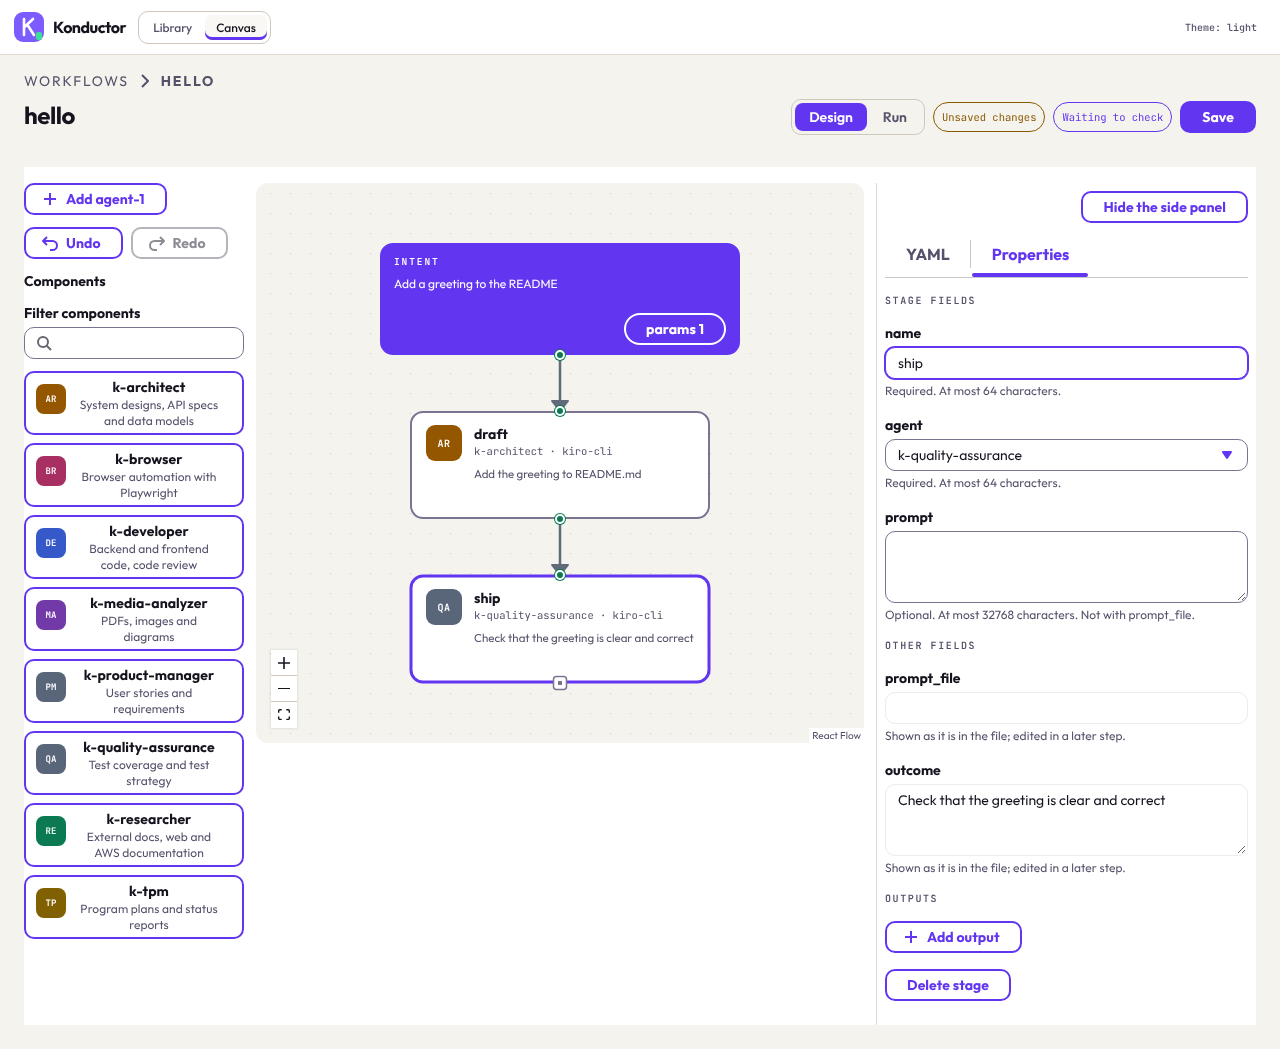 Konductor
Library
Canvas
Theme: light
WORKFLOWS > HELLO
hello
Design
Run
Unsaved changes
Waiting to check
Save
Add agent-1
Undo
Redo
Components
Filter components
AR
k-architect
System designs, API specs
and data models
BR
k-browser
Browser automation with
Playwright
DE
k-developer
Backend and frontend
code, code review
MA
k-media-analyzer
PDFs, images and
diagrams
PM
k-product-manager
User stories and
requirements
QA
k-quality-assurance
Test coverage and test
strategy
RE
k-researcher
External docs, web and
AWS documentation
TP
k-tpm
Program plans and status
reports
INTENT
Add a greeting to the README
params 1
AR
draft
k-architect · kiro-cli
Add the greeting to README.md
QA
ship
k-quality-assurance · kiro-cli
Check that the greeting is clear and correct
React Flow
Hide the side panel
YAML
Properties
STAGE FIELDS
name
ship
Required. At most 64 characters.
agent
k-quality-assurance
Required. At most 64 characters.
prompt
Optional. At most 32768 characters. Not with prompt_file.
OTHER FIELDS
prompt_file
Shown as it is in the file; edited in a later step.
outcome
Check that the greeting is clear and correct
Shown as it is in the file; edited in a later step.
OUTPUTS
Add output
Delete stage